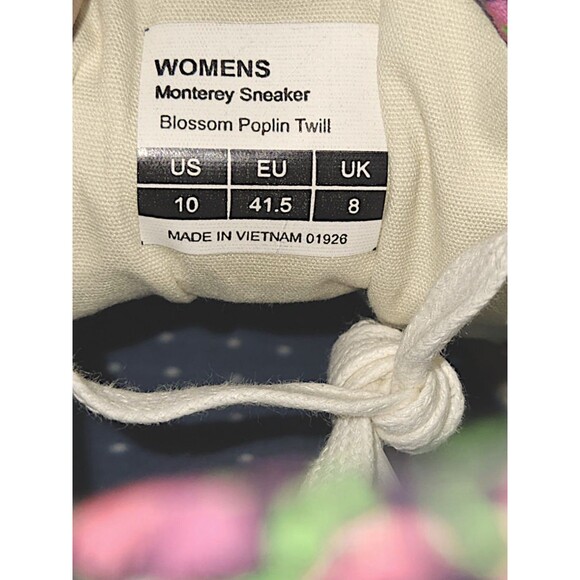 WOMENS
Monterey Sneaker
Blossom Poplin Twill
US EU UK
10 41.5 8
MADE IN VIETNAM 01926